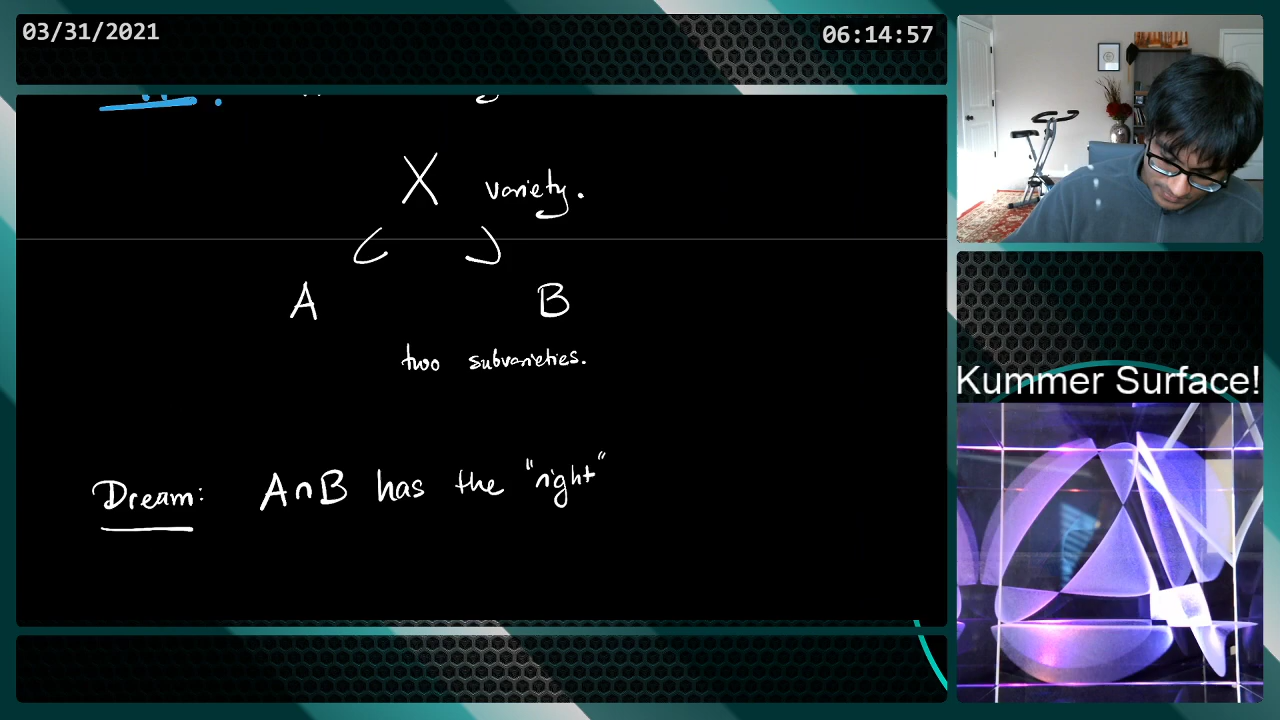 03/31/2021
06:14:57
X variety.
A B
two subvarieties.
Dream: A∩B has the "right"
Kummer Surface!